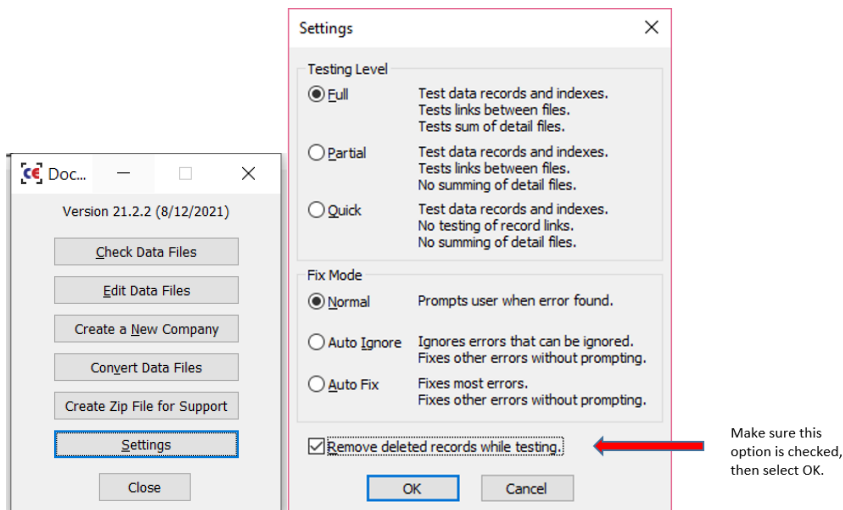 CE Doc...
Version 21.2.2 (8/12/2021)
Check Data Files
Edit Data Files
Create a New Company
Convert Data Files
Create Zip File for Support
Settings
Close
Settings
Testing Level
Full Test data records and indexes.
Tests links between files.
Tests sum of detail files.
Partial Test data records and indexes.
Tests links between files.
No summing of detail files.
Quick Test data records and indexes.
No testing of record links.
No summing of detail files.
Fix Mode
Normal Prompts user when error found.
Auto Ignore Ignores errors that can be ignored.
Fixes other errors without prompting.
Auto Fix Fixes most errors.
Fixes other errors without prompting.
Remove deleted records while testing.
OK Cancel
Make sure this
option is checked,
then select OK.